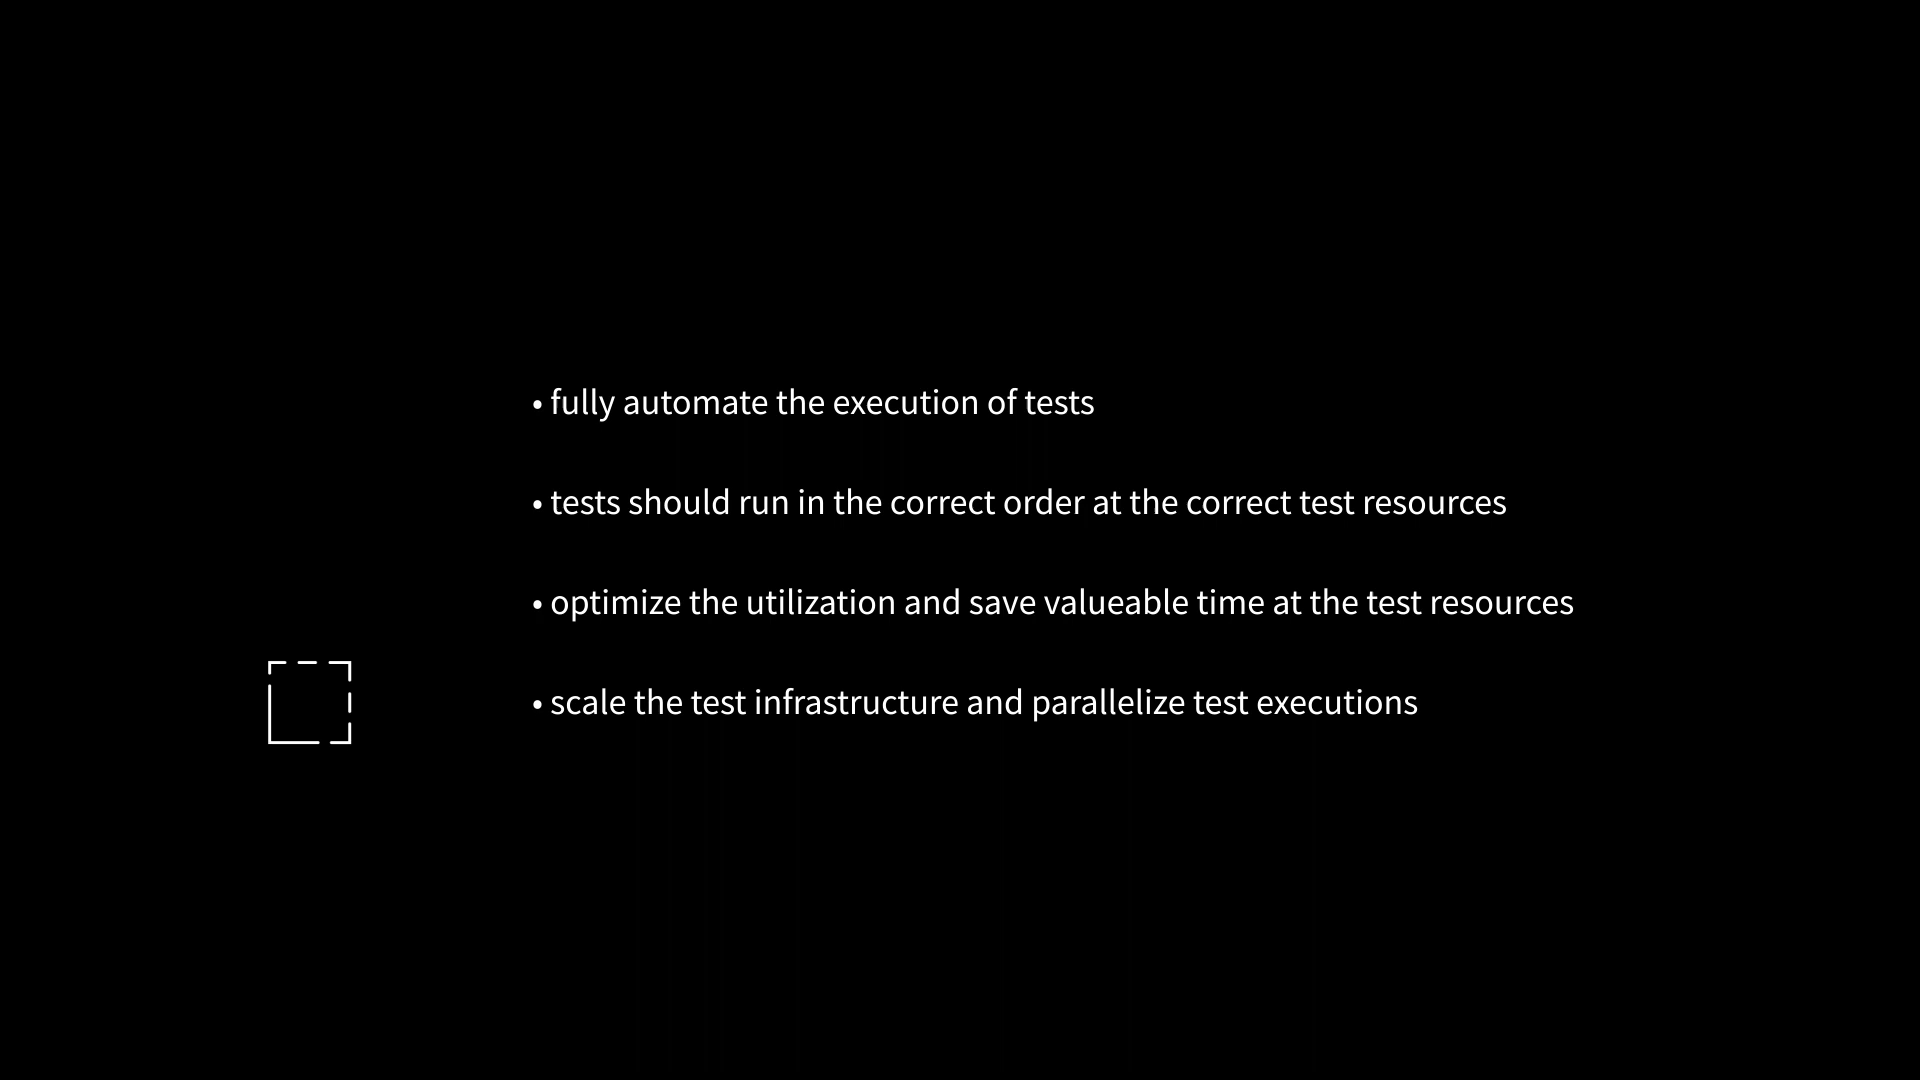 • fully automate the execution of tests
• tests should run in the correct order at the correct test resources
• optimize the utilization and save valueable time at the test resources
• scale the test infrastructure and parallelize test executions